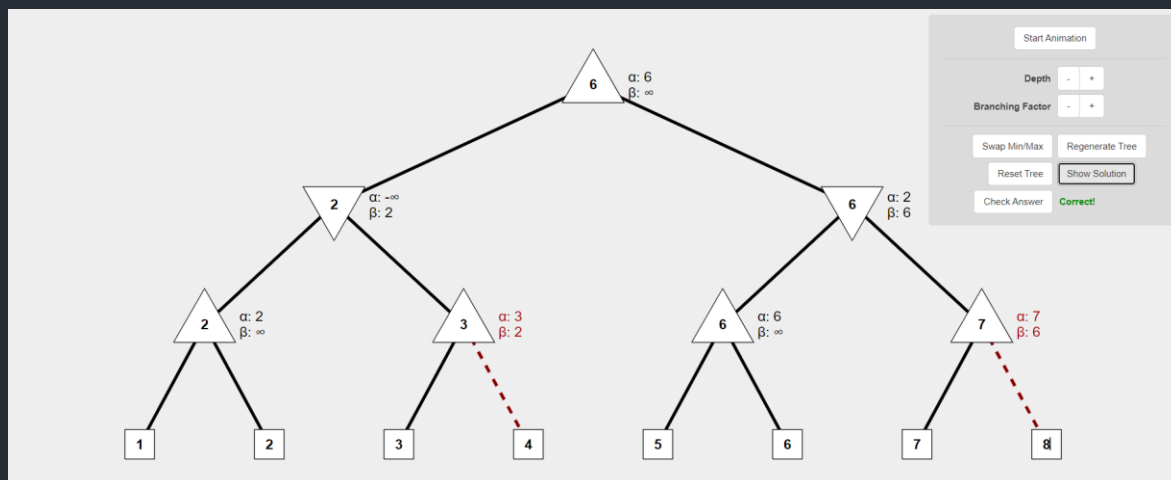 Start Animation
Depth - +
Branching Factor - +
Swap Min/Max Regenerate Tree
Reset Tree Show Solution
Check Answer Correct!
6 α: 6
β: ∞
2 α: -∞
β: 2
6 α: 2
β: 6
2 α: 2
β: ∞
3 α: 3
β: 2
6 α: 6
β: ∞
7 α: 7
β: 6
1 2 3 4 5 6 7 8